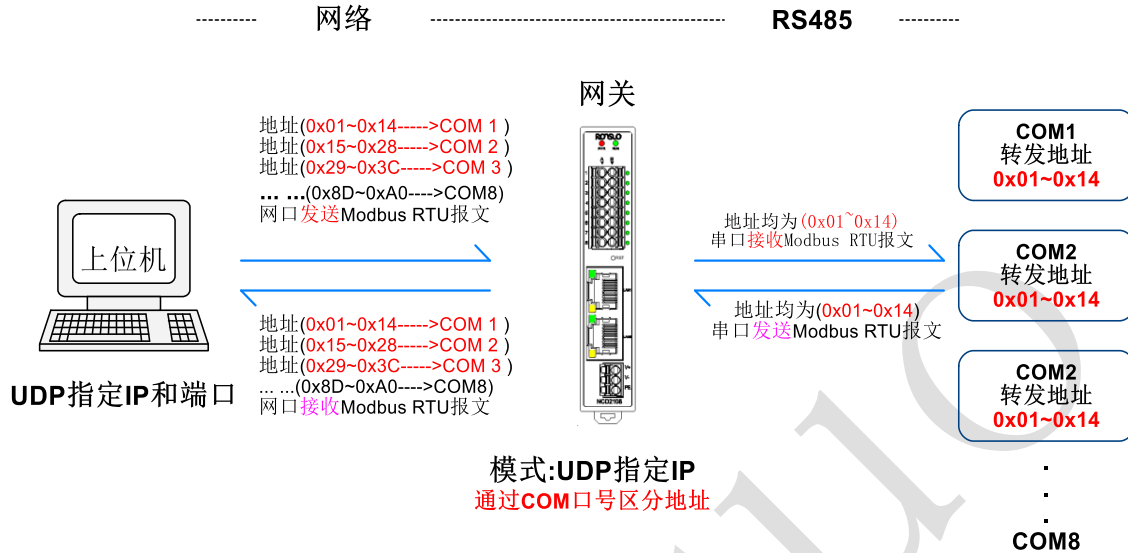 网络
RS485
网关
地址(0x01~0x14----->COM 1 )
地址(0x15~0x28----->COM 2 )
地址(0x29~0x3C----->COM 3 )
... ...(0x8D~0xA0---->COM8)
网口发送Modbus RTU报文
上位机
UDP指定IP和端口
地址(0x01~0x14----->COM 1 )
地址(0x15~0x28----->COM 2 )
地址(0x29~0x3C----->COM 3 )
... ...(0x8D~0xA0---->COM8)
网口接收Modbus RTU报文
V+
V-
PE
模式:UDP指定IP
通过COM口号区分地址
地址均为(0x01~0x14)
串口接收Modbus RTU报文
地址均为(0x01~0x14)
串口发送Modbus RTU报文
COM1
转发地址
0x01~0x14
COM2
转发地址
0x01~0x14
COM2
转发地址
0x01~0x14
COM8